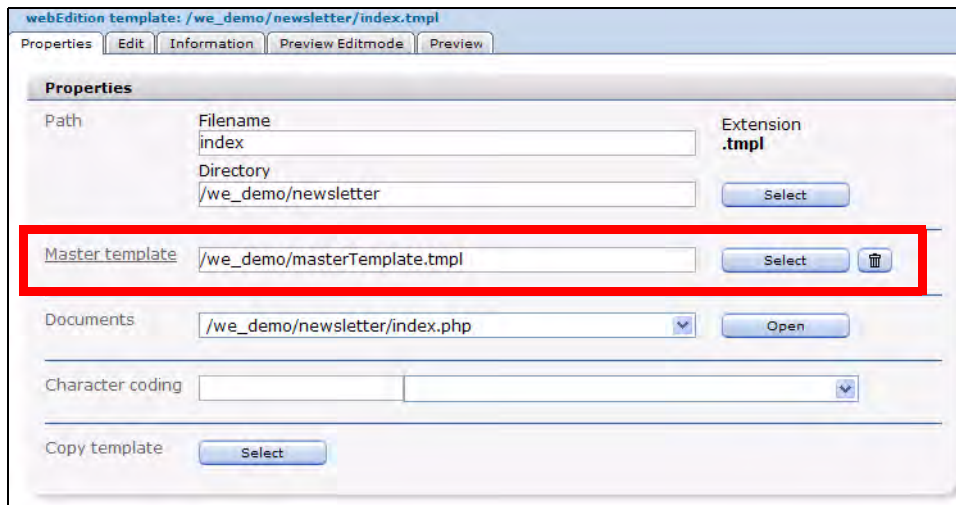 webEdition template: /we_demo/newsletter/index.tmpl
Properties Edit Information Preview Editmode Preview
Properties
Path Filename Extension
index .tmpl
Directory
/we_demo/newsletter Select
Master template /we_demo/masterTemplate.tmpl Select
Documents /we_demo/newsletter/index.php Open
Character coding
Copy template Select